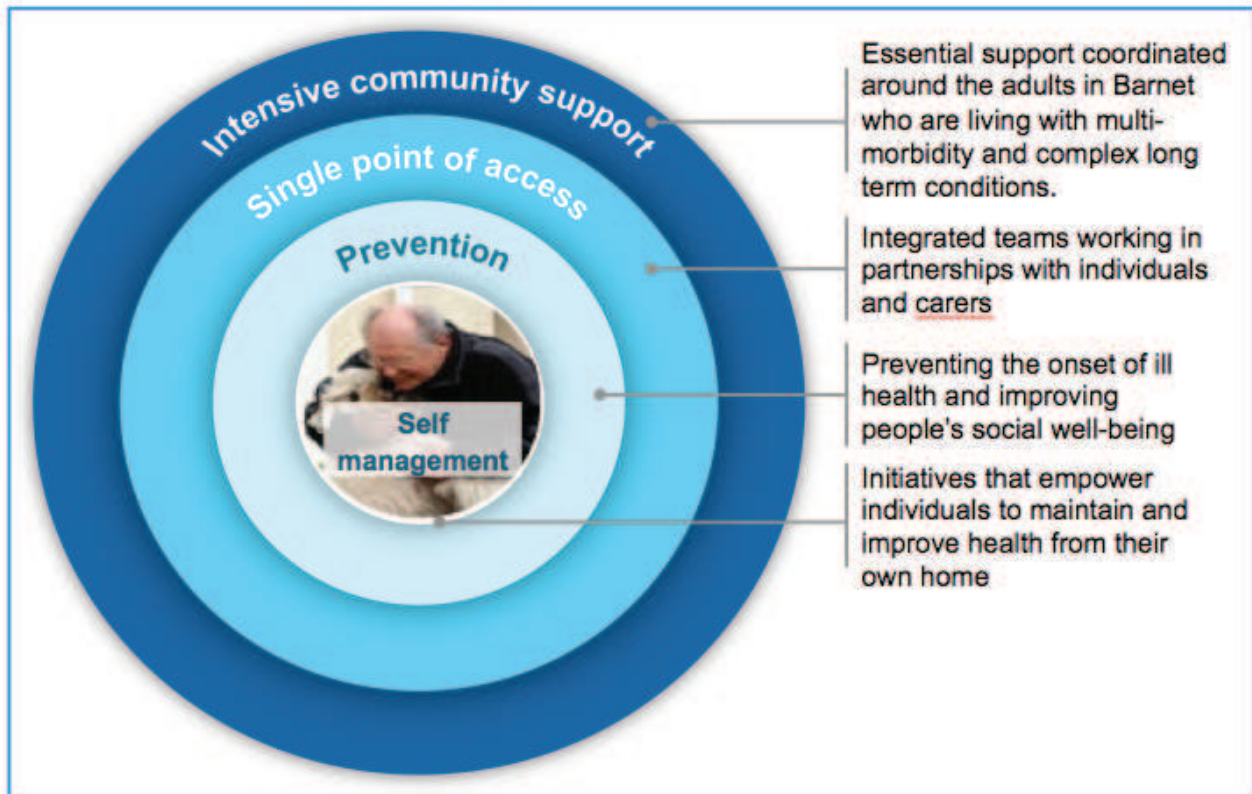 Intensive community support
Single point of access
Prevention
Self
management
Essential support coordinated
around the adults in Barnet
who are living with multi-
morbidity and complex long
term conditions.
Integrated teams working in
partnerships with individuals
and carers
Preventing the onset of ill
health and improving
people's social well-being
Initiatives that empower
individuals to maintain and
improve health from their
own home